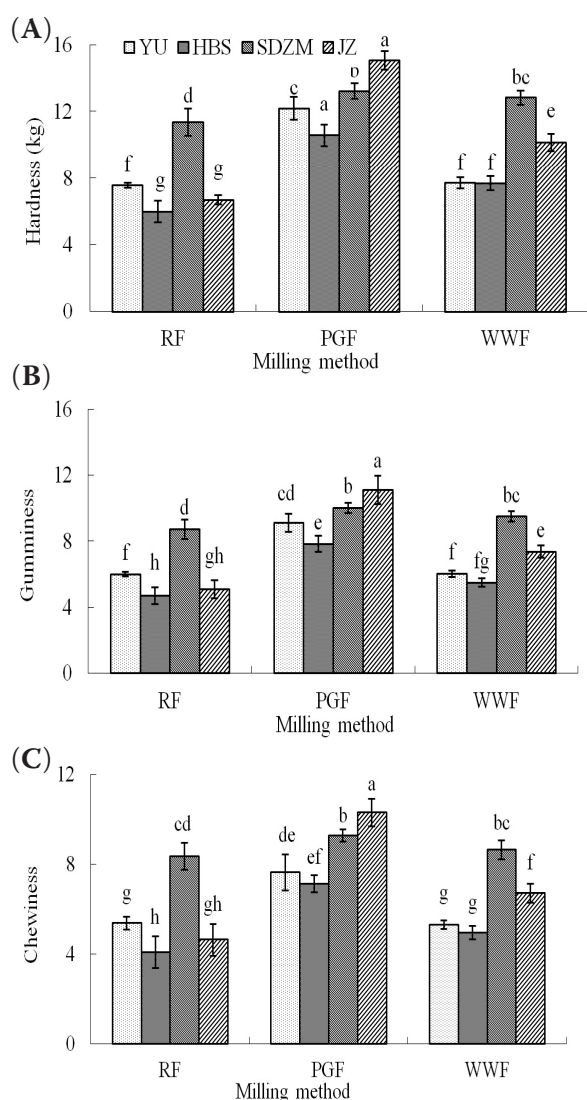 (A)
16
YU HBS SDZM JZ
a
d
c
b
bc
12
a
e
f
g
g
f
f
8
4
0
Hardness (kg)
RF PGF WWF
Milling method
(B)
16
a
12
d
cd
b
bc
e
e
f
h
gh
f
fg
8
4
0
Gumminess
RF PGF WWF
Milling method
(C)
12
a
cd
de
ef
b
bc
f
8
g
h
gh
g
g
4
0
Chewiness
RF PGF WWF
Milling method